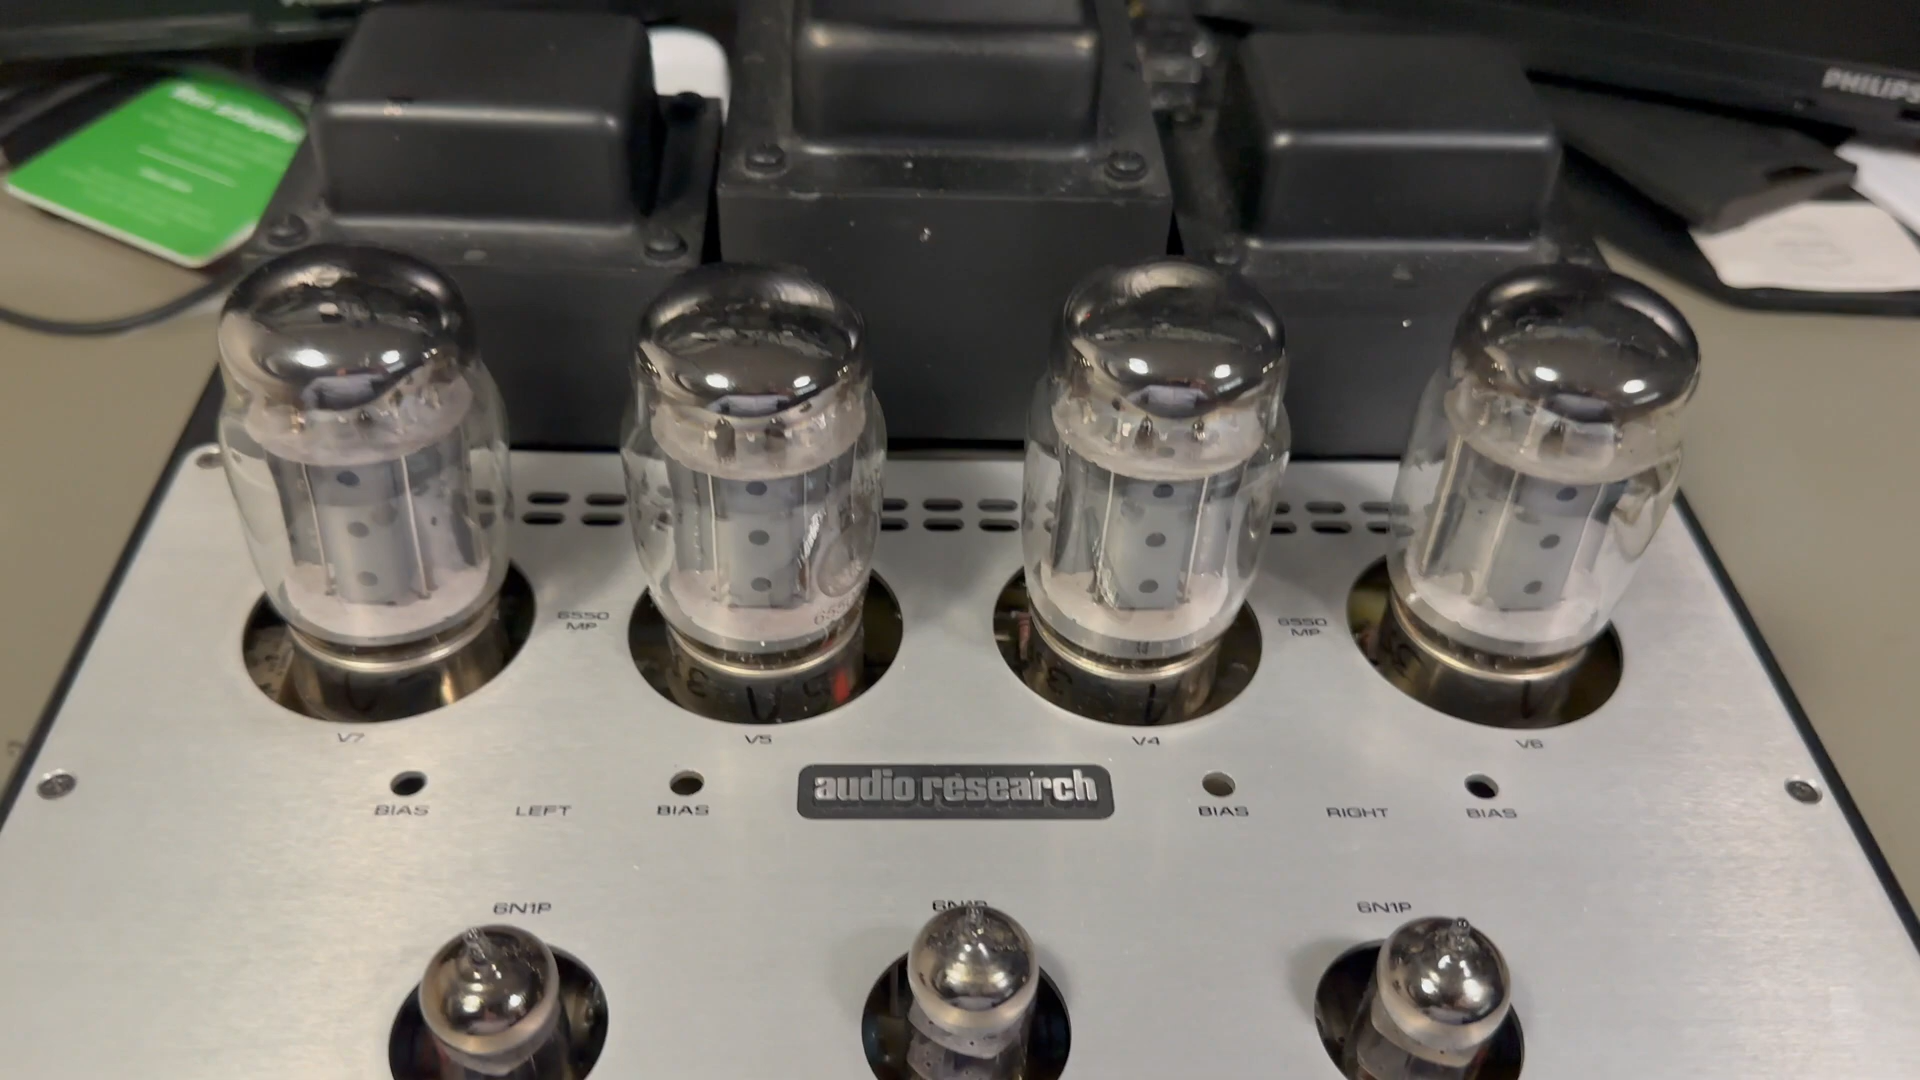 PHILIPS
6550
MP
6550
MP
V7
V5
V4
V6
BIAS
LEFT
BIAS
audio research
BIAS
RIGHT
BIAS
6N1P
6N1P
6N1P